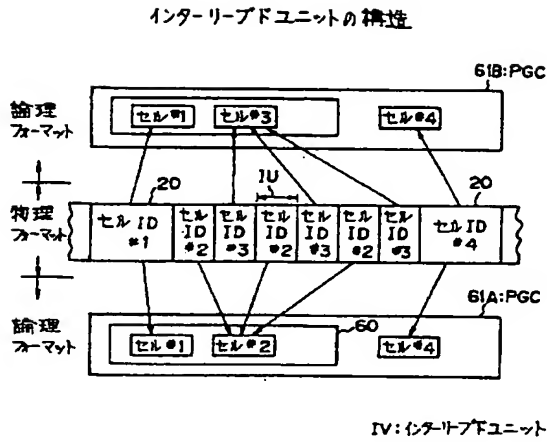 インターリーブドユニットの構造
61B:PGC
論理
フォーマット
セル#1
セル#3
セル#4
IU
20
20
物理
フォーマット
セルID
#1
セル
ID
#2
セル
ID
#3
セル
ID
#2
セル
ID
#3
セル
ID
#2
セル
ID
#3
セルID
#4
61A:PGC
論理
フォーマット
60
セル#1
セル#2
セル#4
IV:インターリーブドユニット